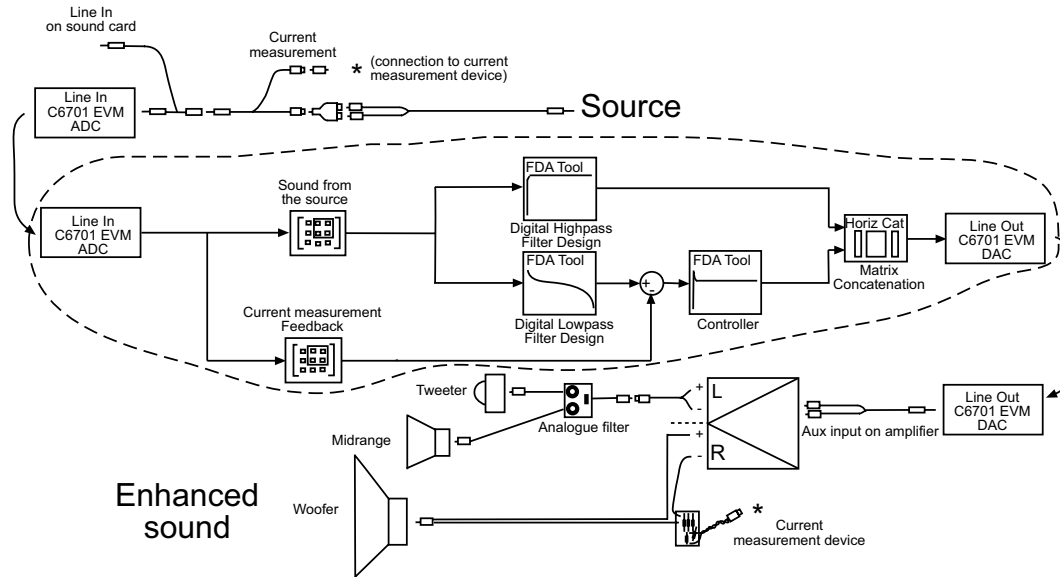 Line In
on sound card
Current
measurement
*
(connection to current
measurement device)
Line In
C6701 EVM
ADC
Source
Line In
C6701 EVM
ADC
Sound from
the source
FDA Tool
Digital Highpass
Filter Design
FDA Tool
Digital Lowpass
Filter Design
+
-
FDA Tool
Controller
Horiz Cat
Matrix
Concatenation
Line Out
C6701 EVM
DAC
Current measurement
Feedback
Tweeter
Analogue filter
Midrange
Woofer
Enhanced
sound
+
L
-
+
R
-
Aux input on amplifier
Line Out
C6701 EVM
DAC
*
Current
measurement device